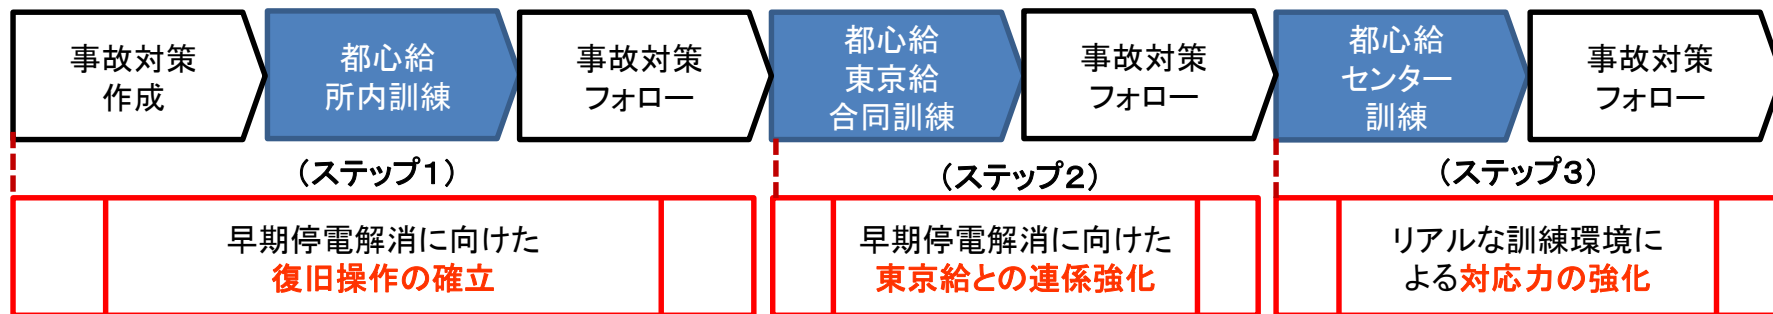 事故対策
作成
都心給
所内訓練
事故対策
フォロー
都心給
東京給
合同訓練
事故対策
フォロー
都心給
センター
訓練
事故対策
フォロー
（ステップ１）
（ステップ２）
（ステップ３）
早期停電解消に向けた
復旧操作の確立
早期停電解消に向けた
東京給との連係強化
リアルな訓練環境に
よる対応力の強化